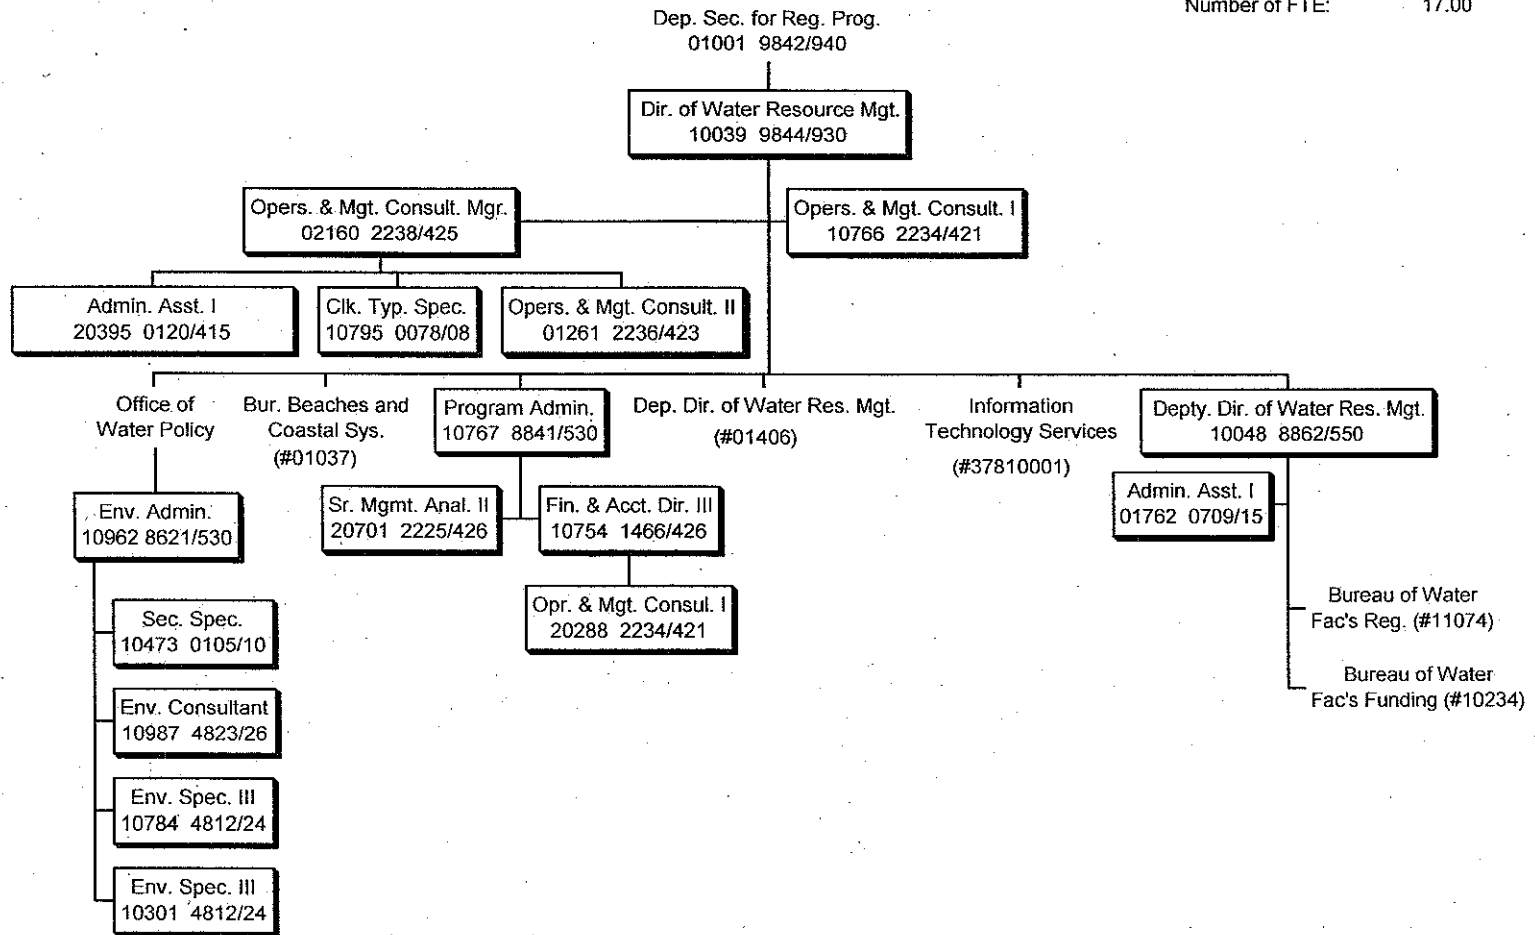 Number of FTE: 17.00
Dep. Sec. for Reg. Prog.
01001 9842/940
Dir. of Water Resource Mgt.
10039 9844/930
Opers. & Mgt. Consult. Mgr.
02160 2238/425
Opers. & Mgt. Consult. I
10766 2234/421
Admin. Asst. I
20395 0120/415
Clk. Typ. Spec.
10795 0078/08
Opers. & Mgt. Consult. II
01261 2236/423
Office of
Water Policy
Bur. Beaches and
Coastal Sys.
(#01037)
Program Admin.
10767 8841/530
Dep. Dir. of Water Res. Mgt.
(#01406)
Information
Technology Services
(#37810001)
Depty. Dir. of Water Res. Mgt.
10048 8862/550
Env. Admin.
10962 8621/530
Sr. Mgmt. Anal. II
20701 2225/426
Fin. & Acct. Dir. III
10754 1466/426
Admin. Asst. I
01762 0709/15
Opr. & Mgt. Consul. I
20288 2234/421
Sec. Spec.
10473 0105/10
Env. Consultant
10987 4823/26
Env. Spec. III
10784 4812/24
Env. Spec. III
10301 4812/24
Bureau of Water
Fac's Reg. (#11074)
Bureau of Water
Fac's Funding (#10234)